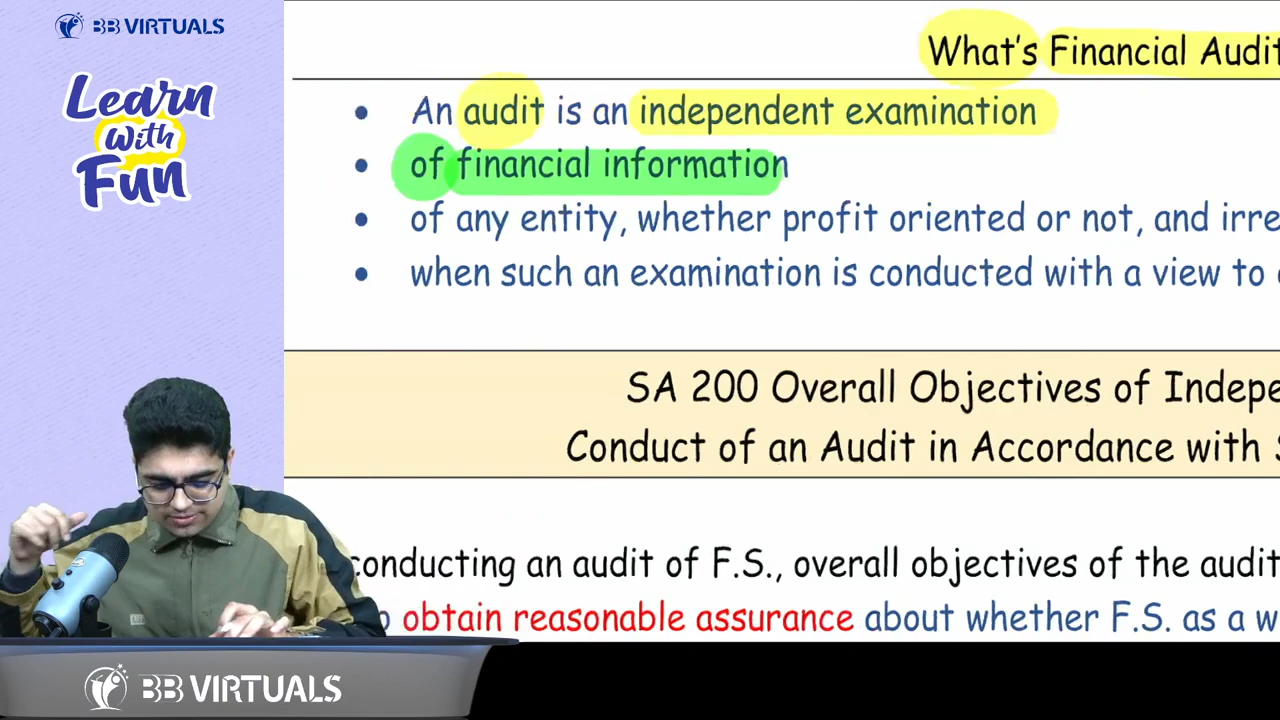 BB VIRTUALS
Learn
With
Fun
What's Financial Audit
• An audit is an independent examination
• of financial information
• of any entity, whether profit oriented or not, and irre
• when such an examination is conducted with a view to
SA 200 Overall Objectives of Indepe
Conduct of an Audit in Accordance with S
conducting an audit of F.S., overall objectives of the audit
obtain reasonable assurance about whether F.S. as a w
BB VIRTUALS